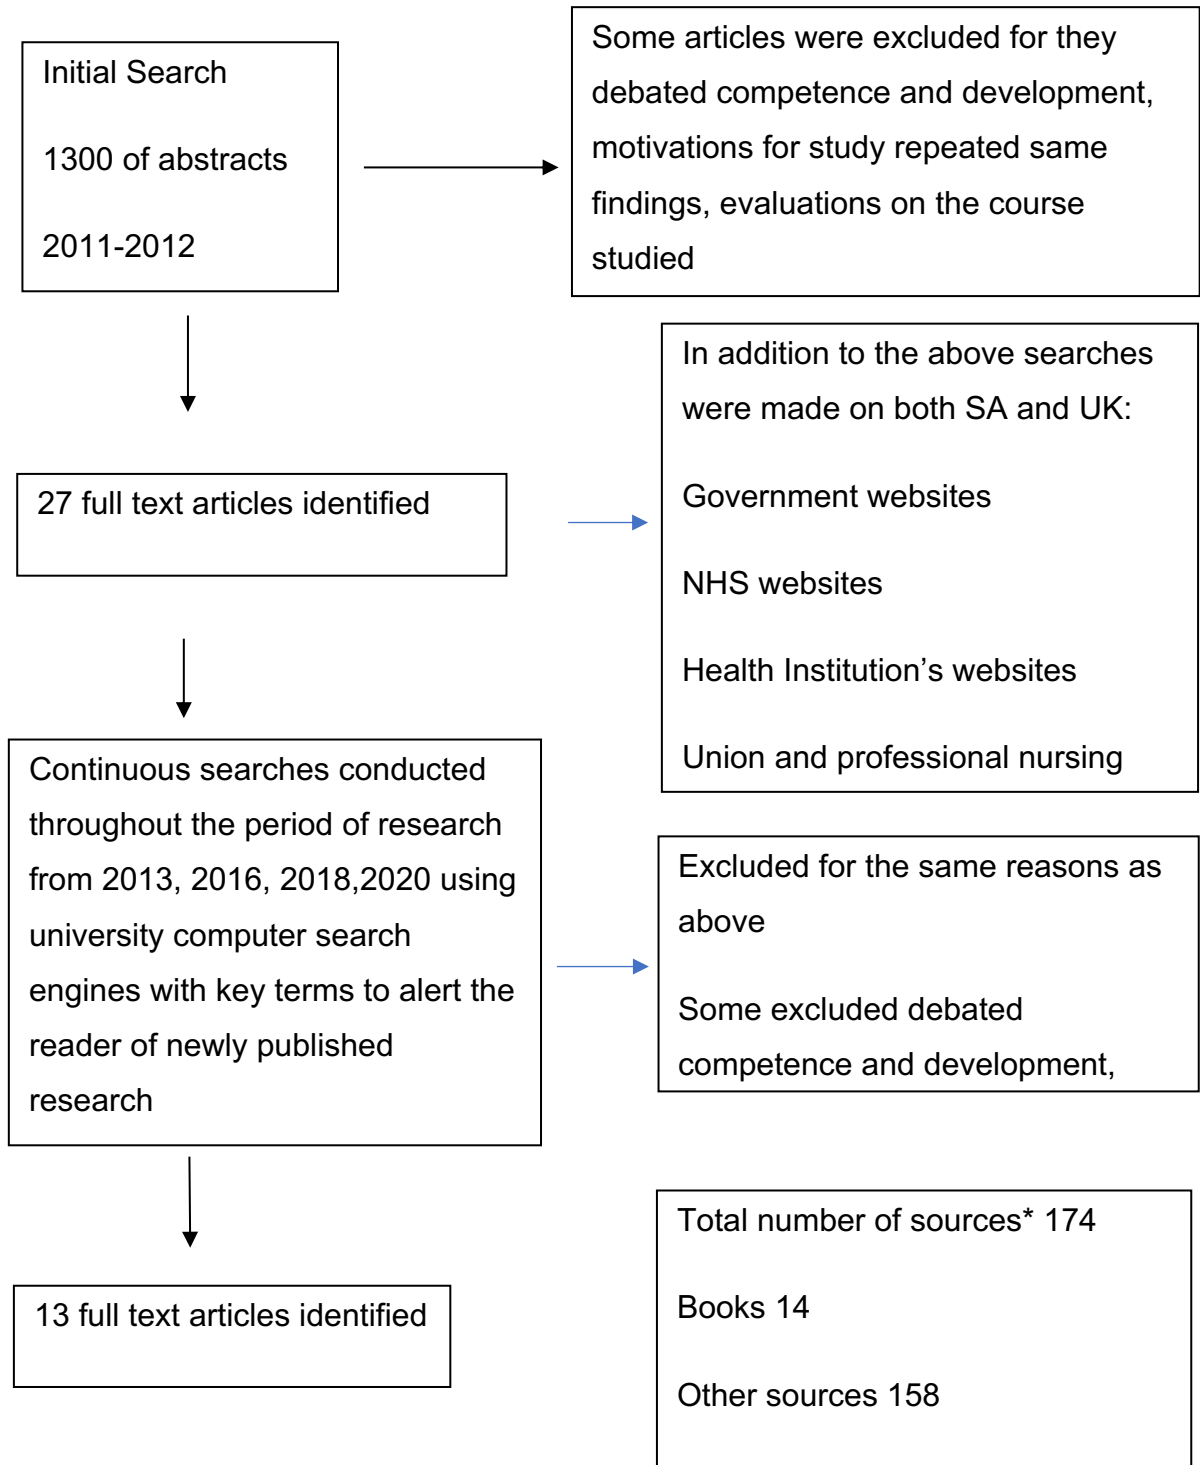 Initial Search
1300 of abstracts
2011-2012
Some articles were excluded for they
debated competence and development,
motivations for study repeated same
findings, evaluations on the course
studied
27 full text articles identified
In addition to the above searches
were made on both SA and UK:
Government websites
NHS websites
Health Institution’s websites
Union and professional nursing
Continuous searches conducted
throughout the period of research
from 2013, 2016, 2018,2020 using
university computer search
engines with key terms to alert the
reader of newly published
research
Excluded for the same reasons as
above
Some excluded debated
competence and development,
13 full text articles identified
Total number of sources* 174
Books 14
Other sources 158